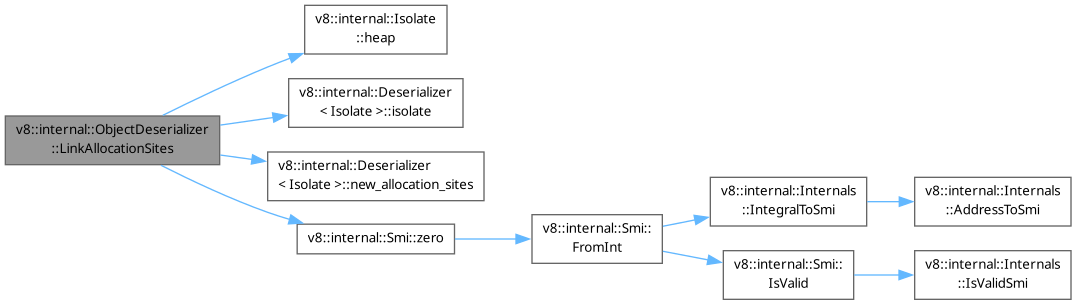 v8::internal::Isolate
::heap
v8::internal::Deserializer
< Isolate >::isolate
v8::internal::ObjectDeserializer
::LinkAllocationSites
v8::internal::Deserializer
< Isolate >::new_allocation_sites
v8::internal::Smi::zero
v8::internal::Smi::
FromInt
v8::internal::Internals
::IntegralToSmi
v8::internal::Internals
::AddressToSmi
v8::internal::Smi::
IsValid
v8::internal::Internals
::IsValidSmi